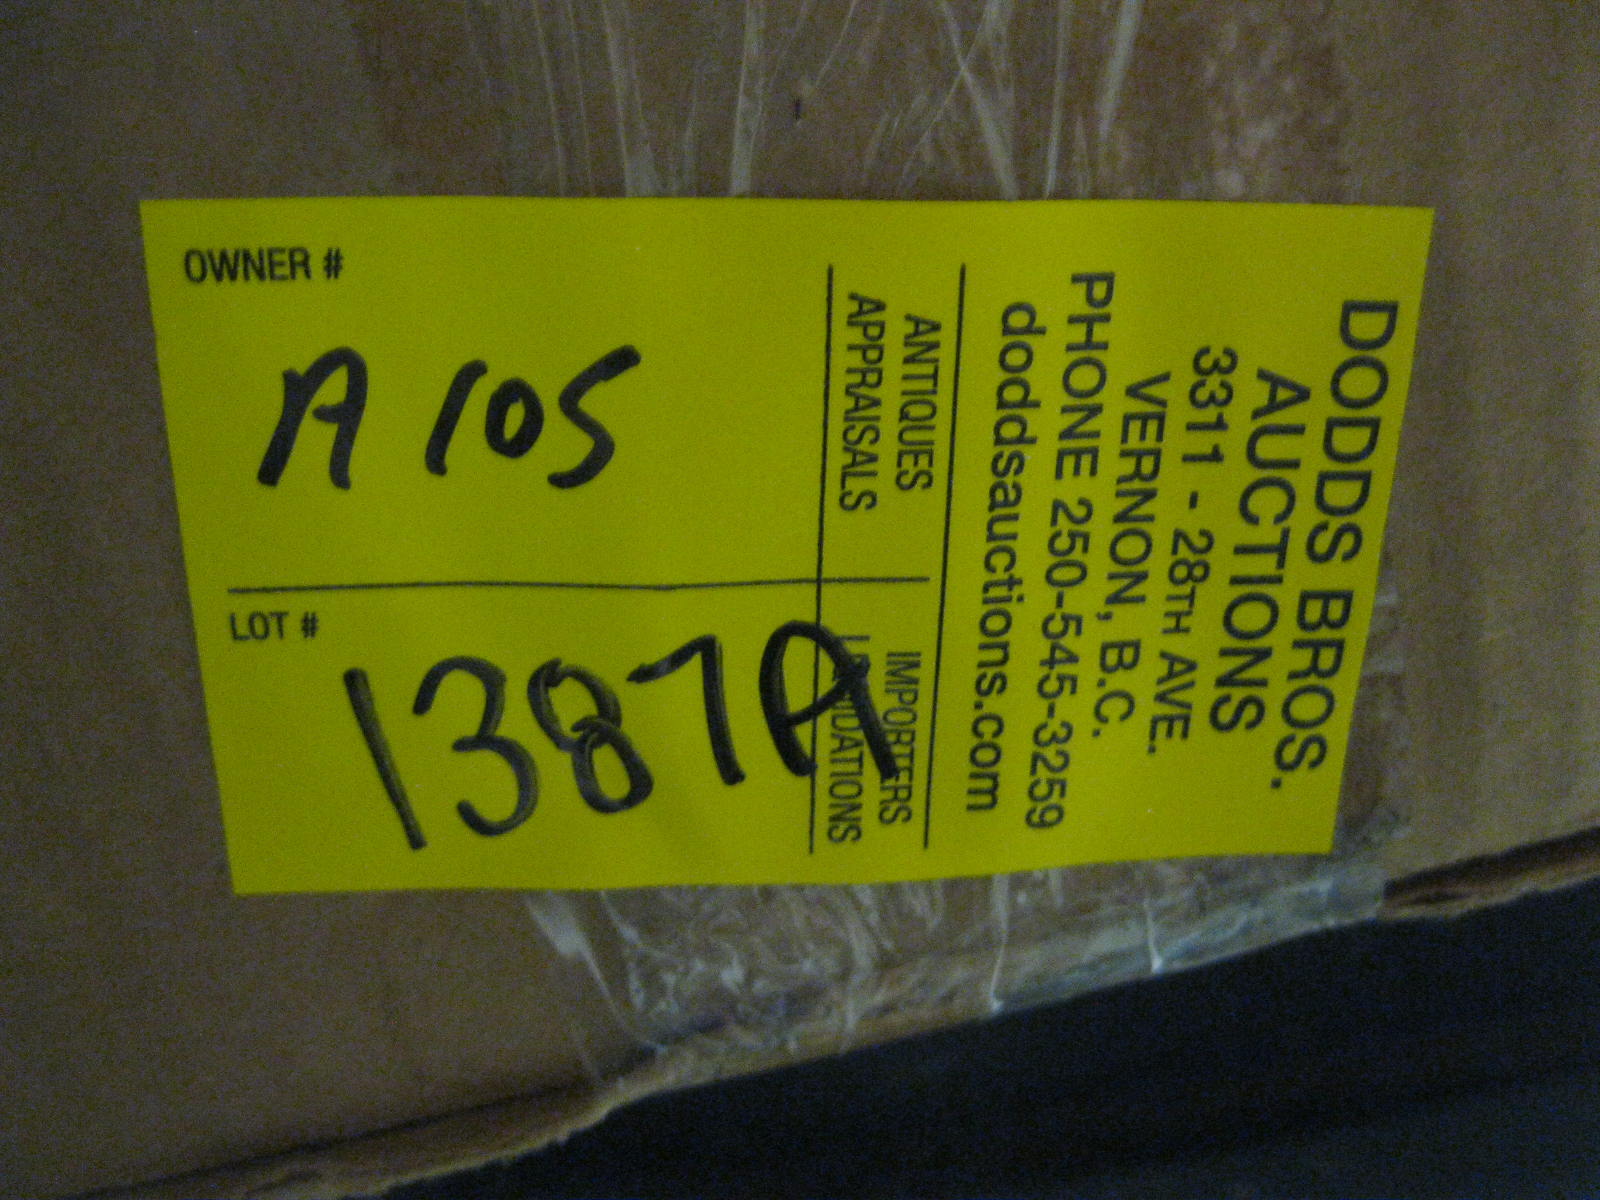 DODDS BROS.
AUCTIONS
3311 - 28TH AVE.
VERNON, B.C.
PHONE 250-545-3259
doddsauctions.com
ANTIQUES IMPORTERS
APPRAISALS LIQUIDATIONS
OWNER #
A 105
LOT #
1387A